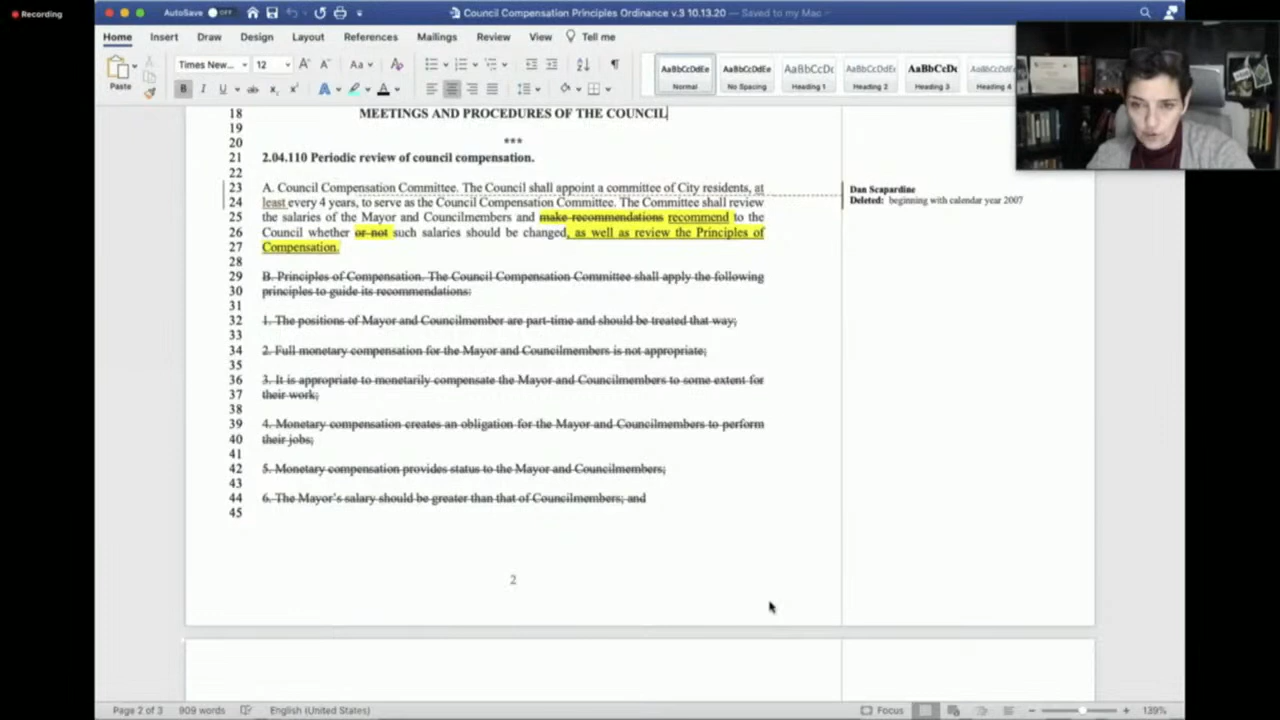 Recording
AutoSave OFF
Council Compensation Principles Ordinance v.3 10.13.20 — Saved to my Mac
Home Insert Draw Design Layout References Mailings Review View Tell me
Paste
Times New... 12
AaBbCcDdEe AaBbCcDdEe AaBbCcDc AaBbCcDdEe AaBbCcDc AaBbCcDdEe
Normal No Spacing Heading 1 Heading 2 Heading 3 Heading 4
18 MEETINGS AND PROCEDURES OF THE COUNCIL
19
20 ***
21 2.04.110 Periodic review of council compensation.
22
23 A. Council Compensation Committee. The Council shall appoint a committee of City residents, at
24 least every 4 years, to serve as the Council Compensation Committee. The Committee shall review
25 the salaries of the Mayor and Councilmembers and make recommendations recommend to the
26 Council whether or not such salaries should be changed, as well as review the Principles of
27 Compensation.
28
29 B. Principles of Compensation. The Council Compensation Committee shall apply the following
30 principles to guide its recommendations:
31
32 1. The positions of Mayor and Councilmember are part-time and should be treated that way;
33
34 2. Full monetary compensation for the Mayor and Councilmembers is not appropriate;
35
36 3. It is appropriate to monetarily compensate the Mayor and Councilmembers to some extent for
37 their work;
38
39 4. Monetary compensation creates an obligation for the Mayor and Councilmembers to perform
40 their jobs;
41
42 5. Monetary compensation provides status to the Mayor and Councilmembers;
43
44 6. The Mayor's salary should be greater than that of Councilmembers; and
45
2
Dan Scapardine
Deleted: beginning with calendar year 2007
Page 2 of 3 909 words English (United States) Focus 139%